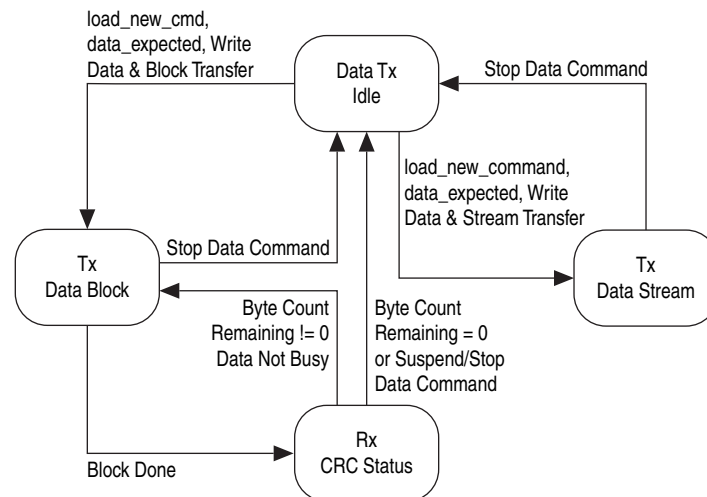 load_new_cmd,
data_expected, Write
Data & Block Transfer
Data Tx
Idle
Stop Data Command
load_new_command,
data_expected, Write
Data & Stream Transfer
Tx
Data Block
Stop Data Command
Tx
Data Stream
Byte Count
Remaining != 0
Data Not Busy
Byte Count
Remaining = 0
or Suspend/Stop
Data Command
Block Done
Rx
CRC Status